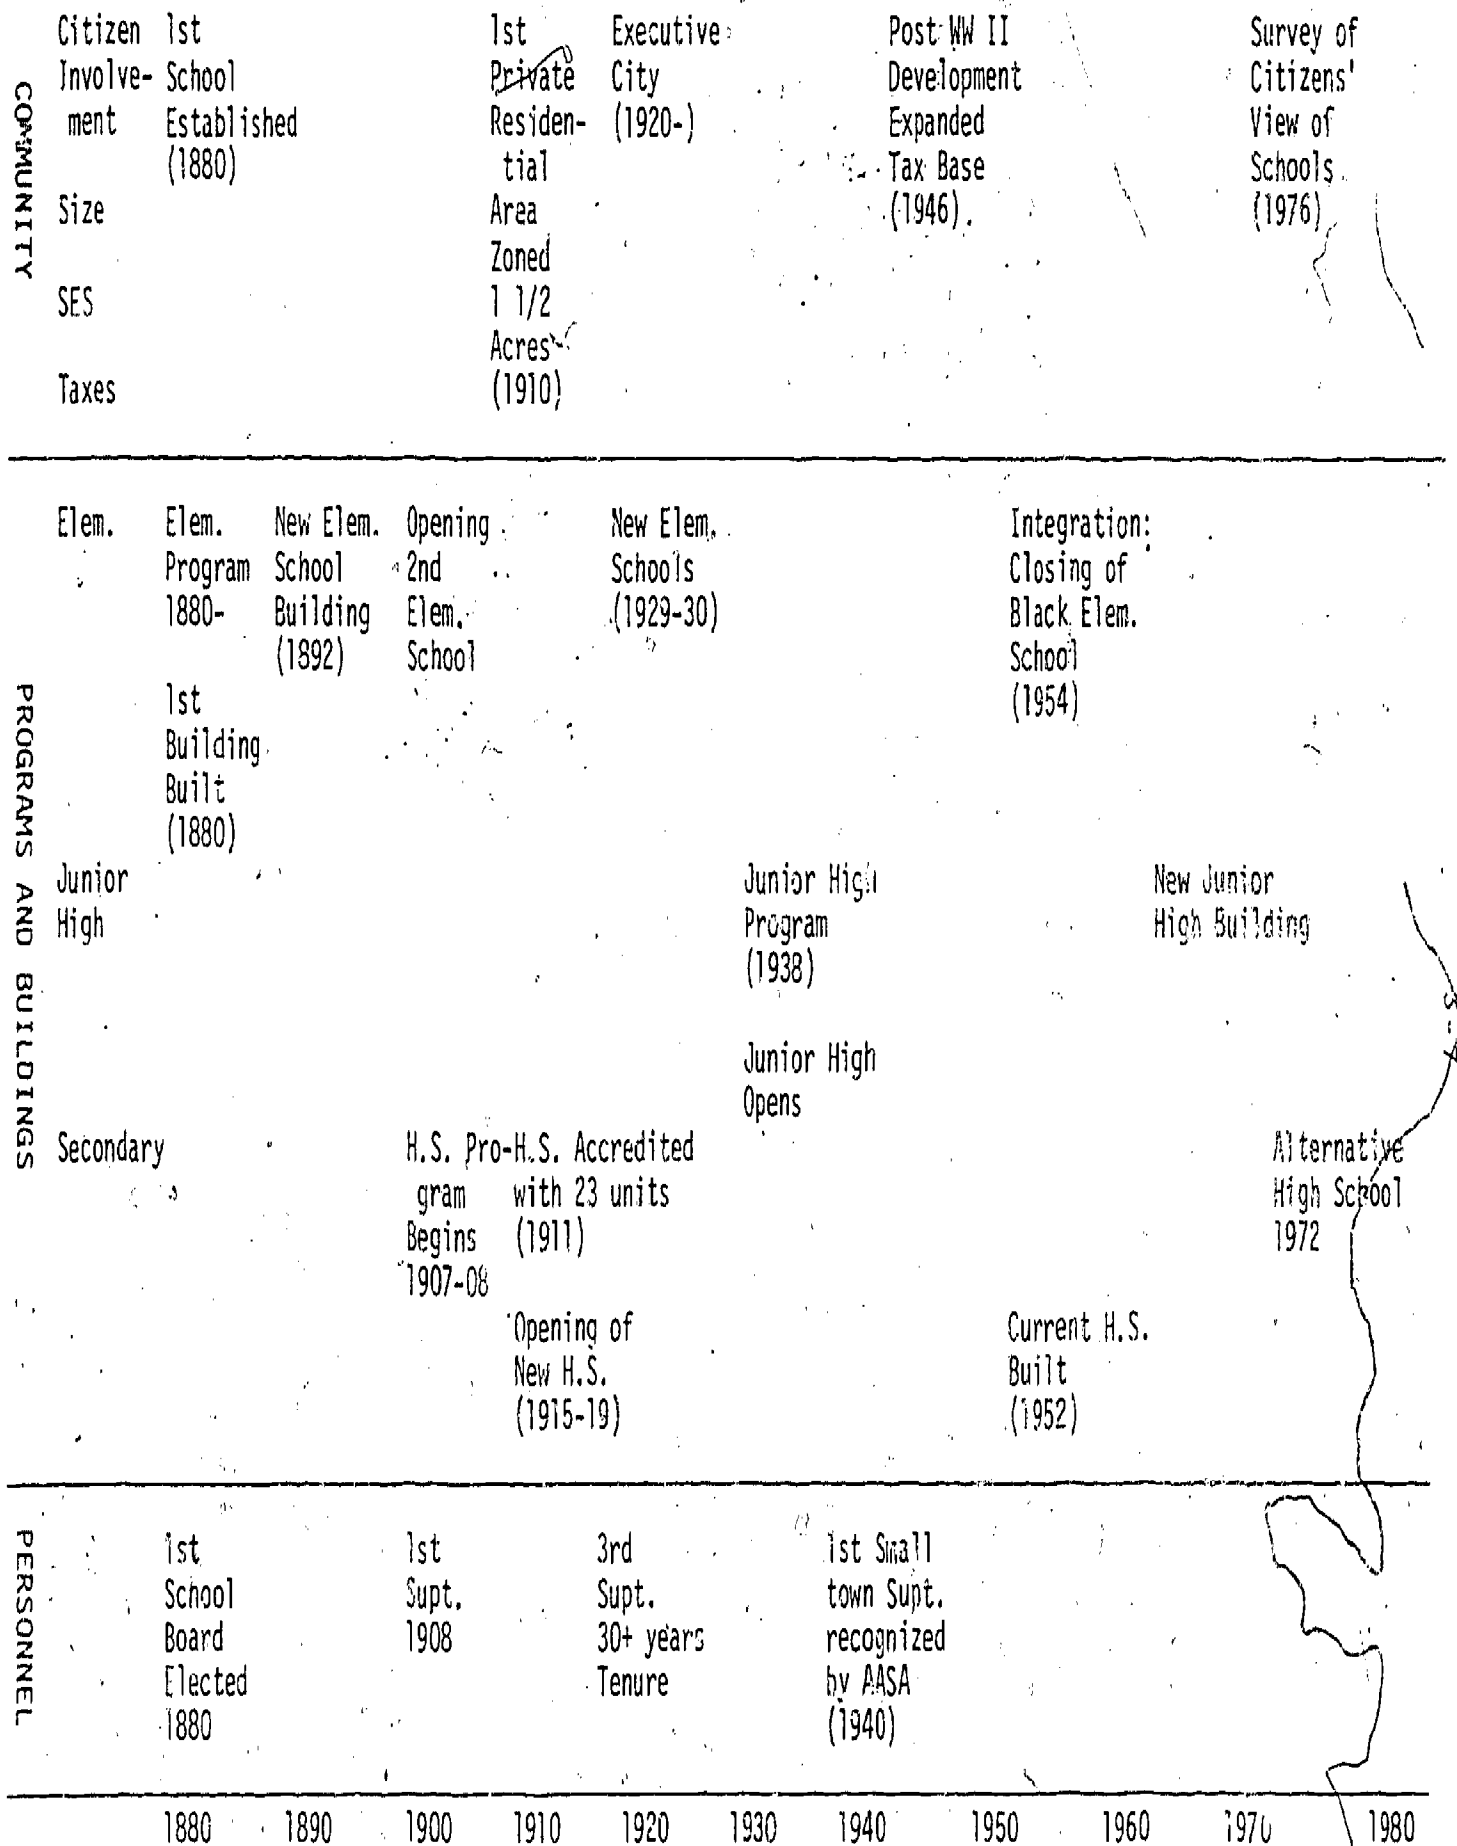 COMMUNITY
Citizen
Involve-
ment
Size
SES
Taxes
1st
School
Established
(1880)
1st
Private
Residen-
tial
Area
Zoned
1 1/2
Acres
(1910)
Executive
City
(1920-)
Post WW II
Development
Expanded
Tax Base
(1946).
Survey of
Citizens'
View of
Schools
(1976)
PROGRAMS AND BUILDINGS
Elem.
Elem.
Program
1880-
1st
Building
Built
(1880)
New Elem.
School
Building
(1892)
Opening
2nd
Elem.
School
New Elem.
Schools
(1929-30)
Integration:
Closing of
Black Elem.
School
(1954)
Junior
High
Junior High
Program
(1938)
Junior High
Opens
New Junior
High Building
Secondary
H.S. Pro-
gram
Begins
1907-08
H.S. Accredited
with 23 units
(1911)
Opening of
New H.S.
(1915-19)
Current H.S.
Built
(1952)
Alternative
High School
1972
PERSONNEL
1st
School
Board
Elected
1880
1st
Supt.
1908
3rd
Supt.
30+ years
Tenure
1st Small
town Supt.
recognized
by AASA
(1940)
1880 1890 1900 1910 1920 1930 1940 1950 1960 1970 1980